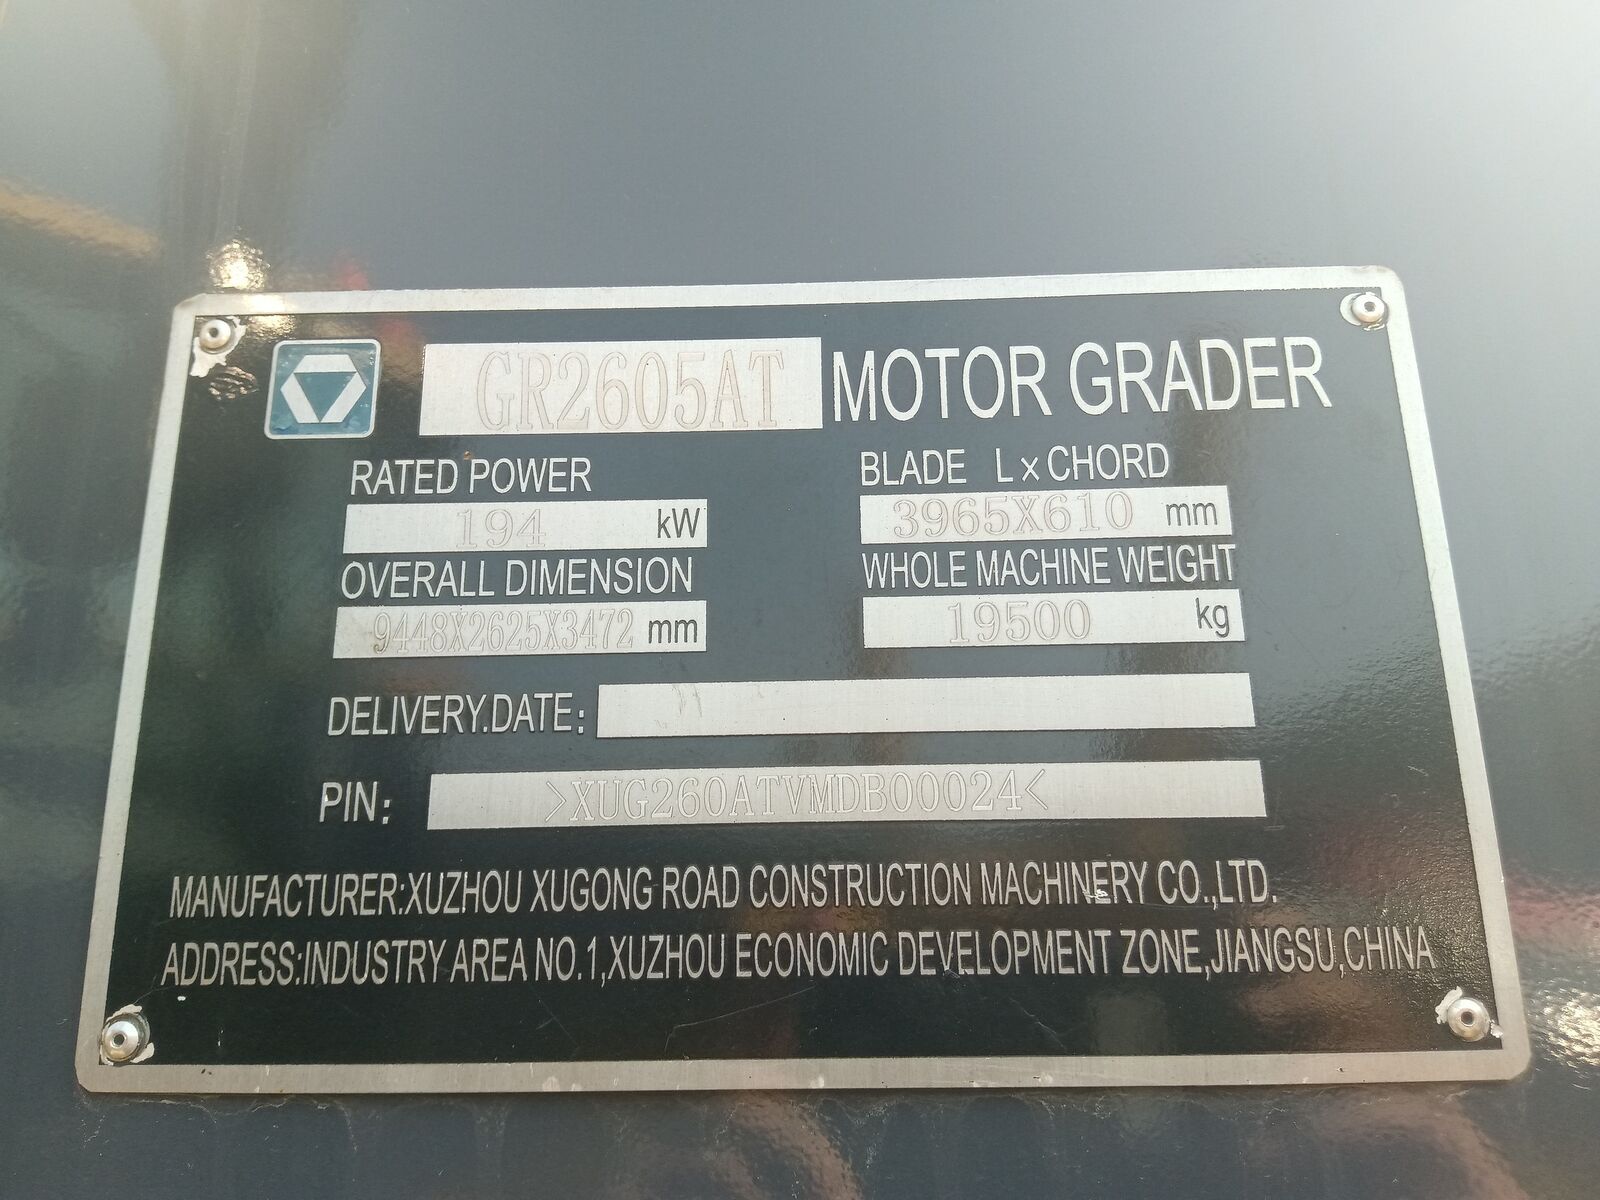 GR2605AT MOTOR GRADER
RATED POWER
194 kW
BLADE L x CHORD
3965X610 mm
OVERALL DIMENSION
9448X2625X3472 mm
WHOLE MACHINE WEIGHT
19500 kg
DELIVERY.DATE:
PIN: >XUG260ATVMDB00024<
MANUFACTURER:XUZHOU XUGONG ROAD CONSTRUCTION MACHINERY CO.,LTD.
ADDRESS:INDUSTRY AREA NO.1,XUZHOU ECONOMIC DEVELOPMENT ZONE,JIANGSU,CHINA